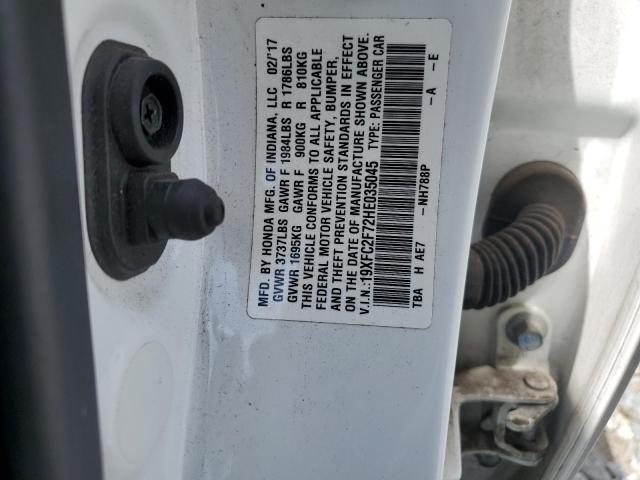 MFD. BY HONDA MFG. OF INDIANA, LLC 02/'17
GVWR 3737LBS GAWR F 1984LBS R 1786LBS
GVWR 1695KG GAWR F 900KG R 810KG
THIS VEHICLE CONFORMS TO ALL APPLICABLE
FEDERAL MOTOR VEHICLE SAFETY, BUMPER,
AND THEFT PREVENTION STANDARDS IN EFFECT
ON THE DATE OF MANUFACTURE SHOWN ABOVE.
V.I.N.:19XFC2F72HE035045 TYPE: PASSENGER CAR
TBA H AE7 -NH788P -A -E